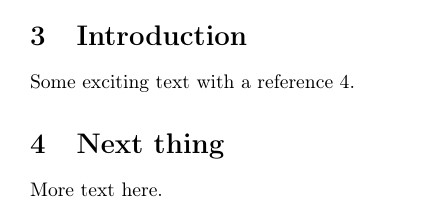 3 Introduction
Some exciting text with a reference 4.
4 Next thing
More text here.